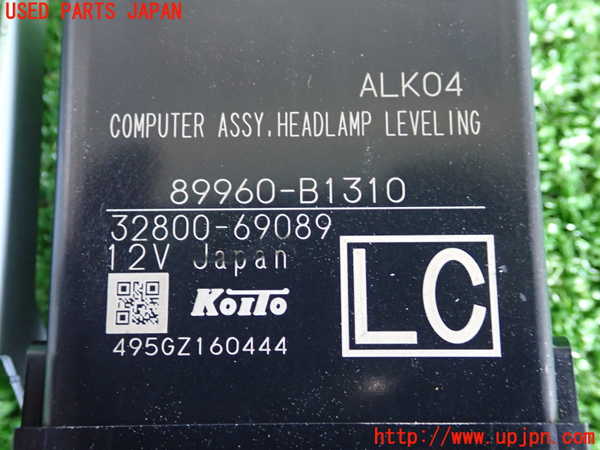 USED PARTS JAPAN
ALK04
COMPUTER ASSY,HEADLAMP LEVELING
89960-B1310
32800-69089
12V Japan
KOITO
495GZ160444
LC
http://www.upjpn.com